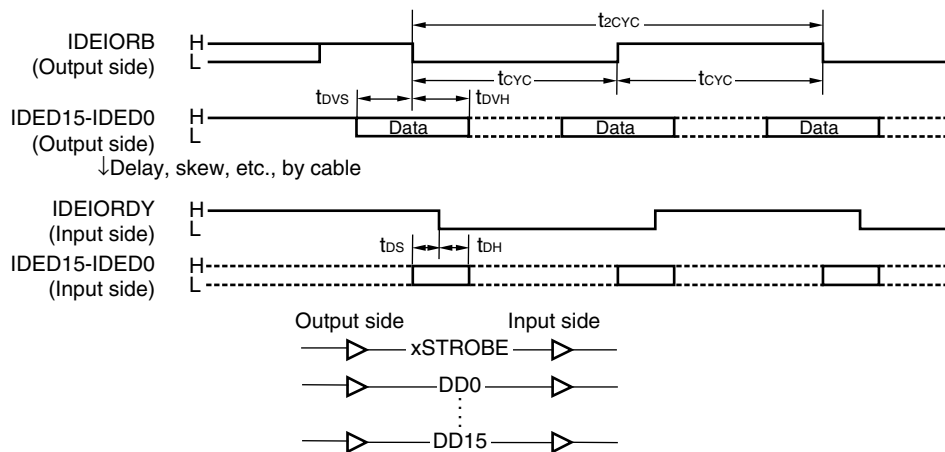 t2CYC
IDEIORB
(Output side)
H
L
tCYC
tCYC
tDVS
tDVH
IDED15-IDED0
(Output side)
H
L
Data
Data
Data
↓Delay, skew, etc., by cable
IDEIORDY
(Input side)
H
L
tDS
tDH
IDED15-IDED0
(Input side)
H
L
Output side
Input side
xSTROBE
DD0
DD15